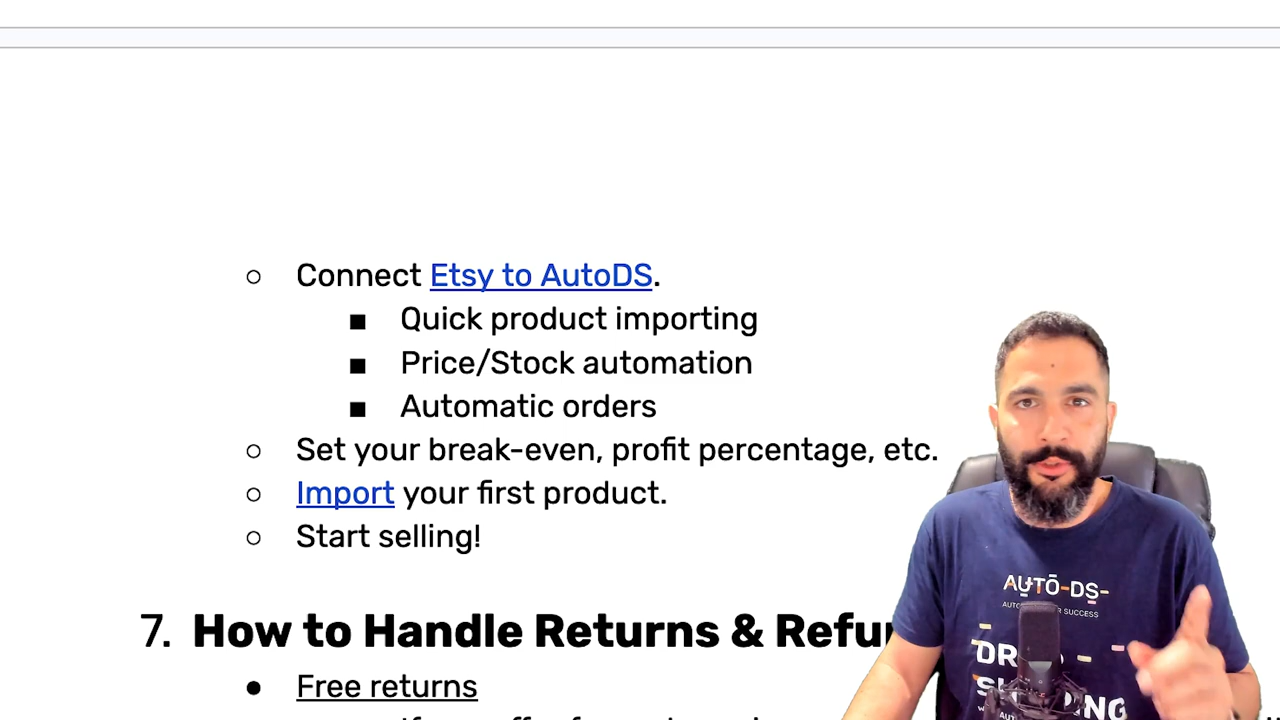 Connect Etsy to AutoDS.
Quick product importing
Price/Stock automation
Automatic orders
Set your break-even, profit percentage, etc.
Import your first product.
Start selling!
7. How to Handle Returns &
Free returns
AUTO-DS-